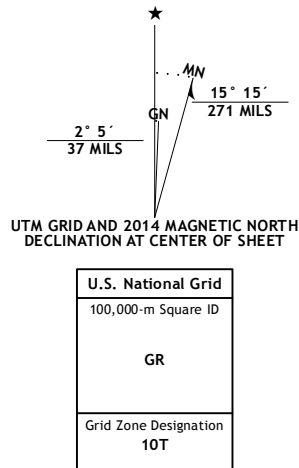 ★
MN
GN
15° 15´
271 MILS
2° 5´
37 MILS
UTM GRID AND 2014 MAGNETIC NORTH
DECLINATION AT CENTER OF SHEET
U.S. National Grid
100,000-m Square ID
GR
Grid Zone Designation
10T